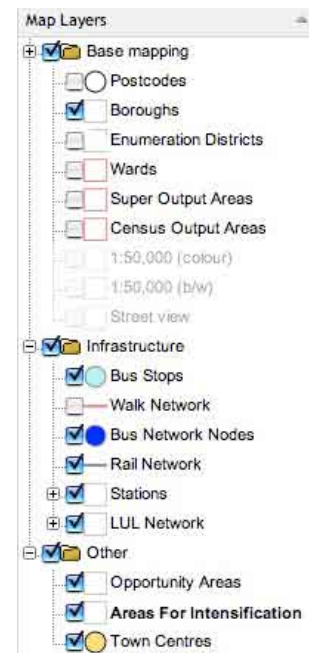 Map Layers
Base mapping
Postcodes
Boroughs
Enumeration Districts
Wards
Super Output Areas
Census Output Areas
1:50,000 (colour)
1:50,000 (b/w)
Street view
Infrastructure
Bus Stops
Walk Network
Bus Network Nodes
Rail Network
Stations
LUL Network
Other
Opportunity Areas
Areas For Intensification
Town Centres